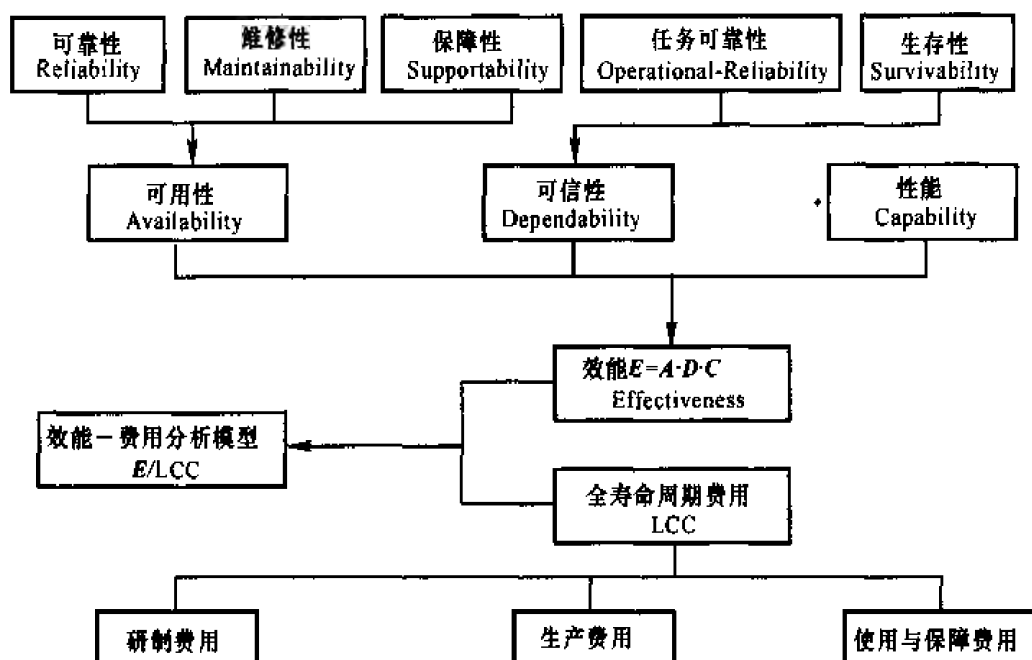 可靠性
Reliability
维修性
Maintainability
保障性
Supportability
任务可靠性
Operational-Reliability
生存性
Survivability
可用性
Availability
可信性
Dependability
性能
Capability
效能E=A·D·C
Effectiveness
效能－费用分析模型
E/LCC
全寿命周期费用
LCC
研制费用
生产费用
使用与保障费用